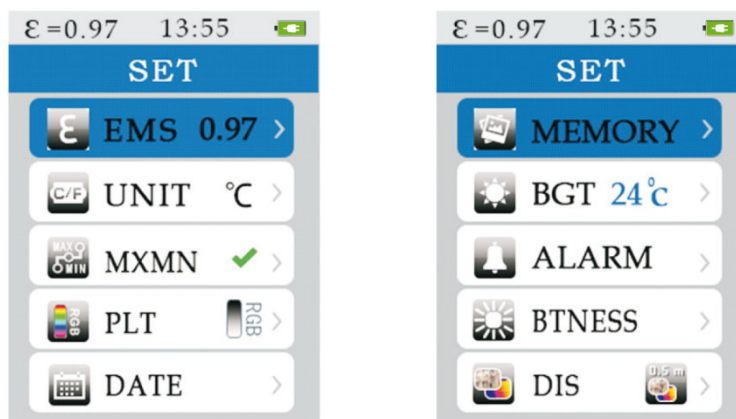 ε=0.97 13:55
SET
ε EMS 0.97 >
C/F UNIT °C >
MAX MIN MXMN ✓ >
RGB PLT RGB >
DATE >
ε=0.97 13:55
SET
MEMORY >
BGT 24°c >
ALARM >
BTNESS >
DIS 0.5 m >